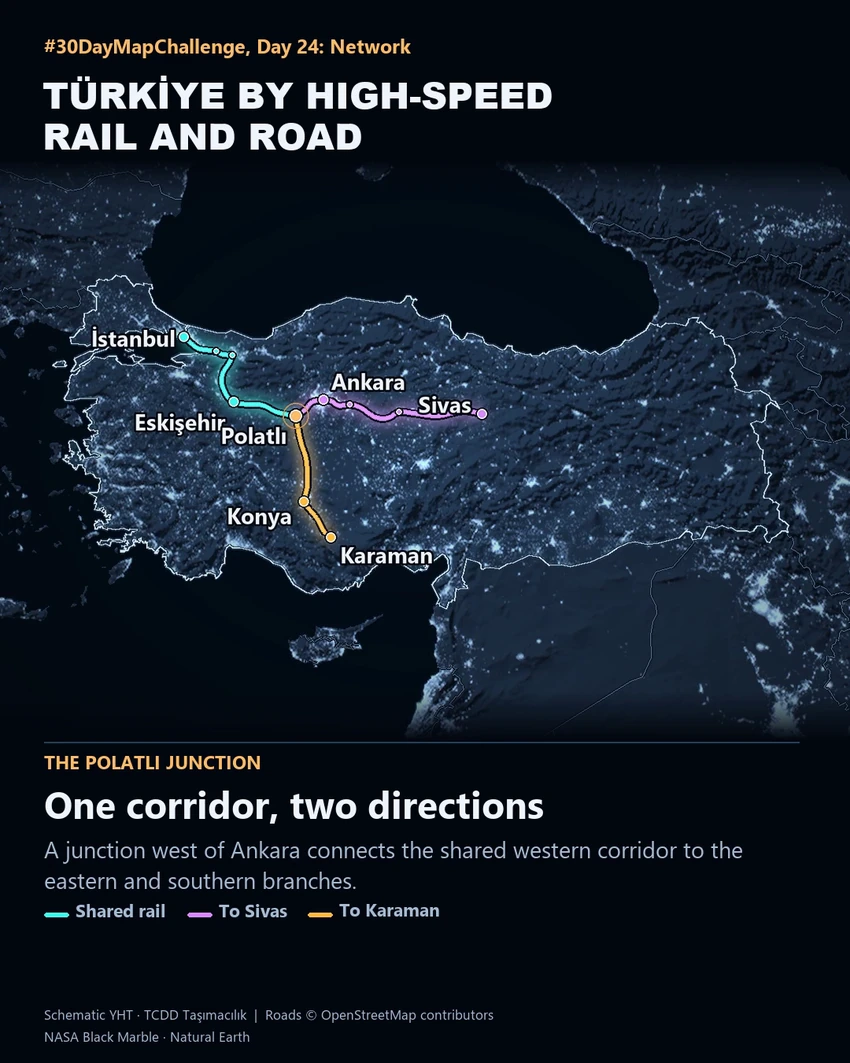 #30DayMapChallenge, Day 24: Network
TÜRKİYE BY HIGH-SPEED
RAIL AND ROAD
İstanbul
Ankara
Sivas
Eskişehir
Polatlı
Konya
Karaman
THE POLATLI JUNCTION
One corridor, two directions
A junction west of Ankara connects the shared western corridor to the
eastern and southern branches.
Shared rail To Sivas To Karaman
Schematic YHT · TCDD Taşımacılık | Roads © OpenStreetMap contributors
NASA Black Marble · Natural Earth